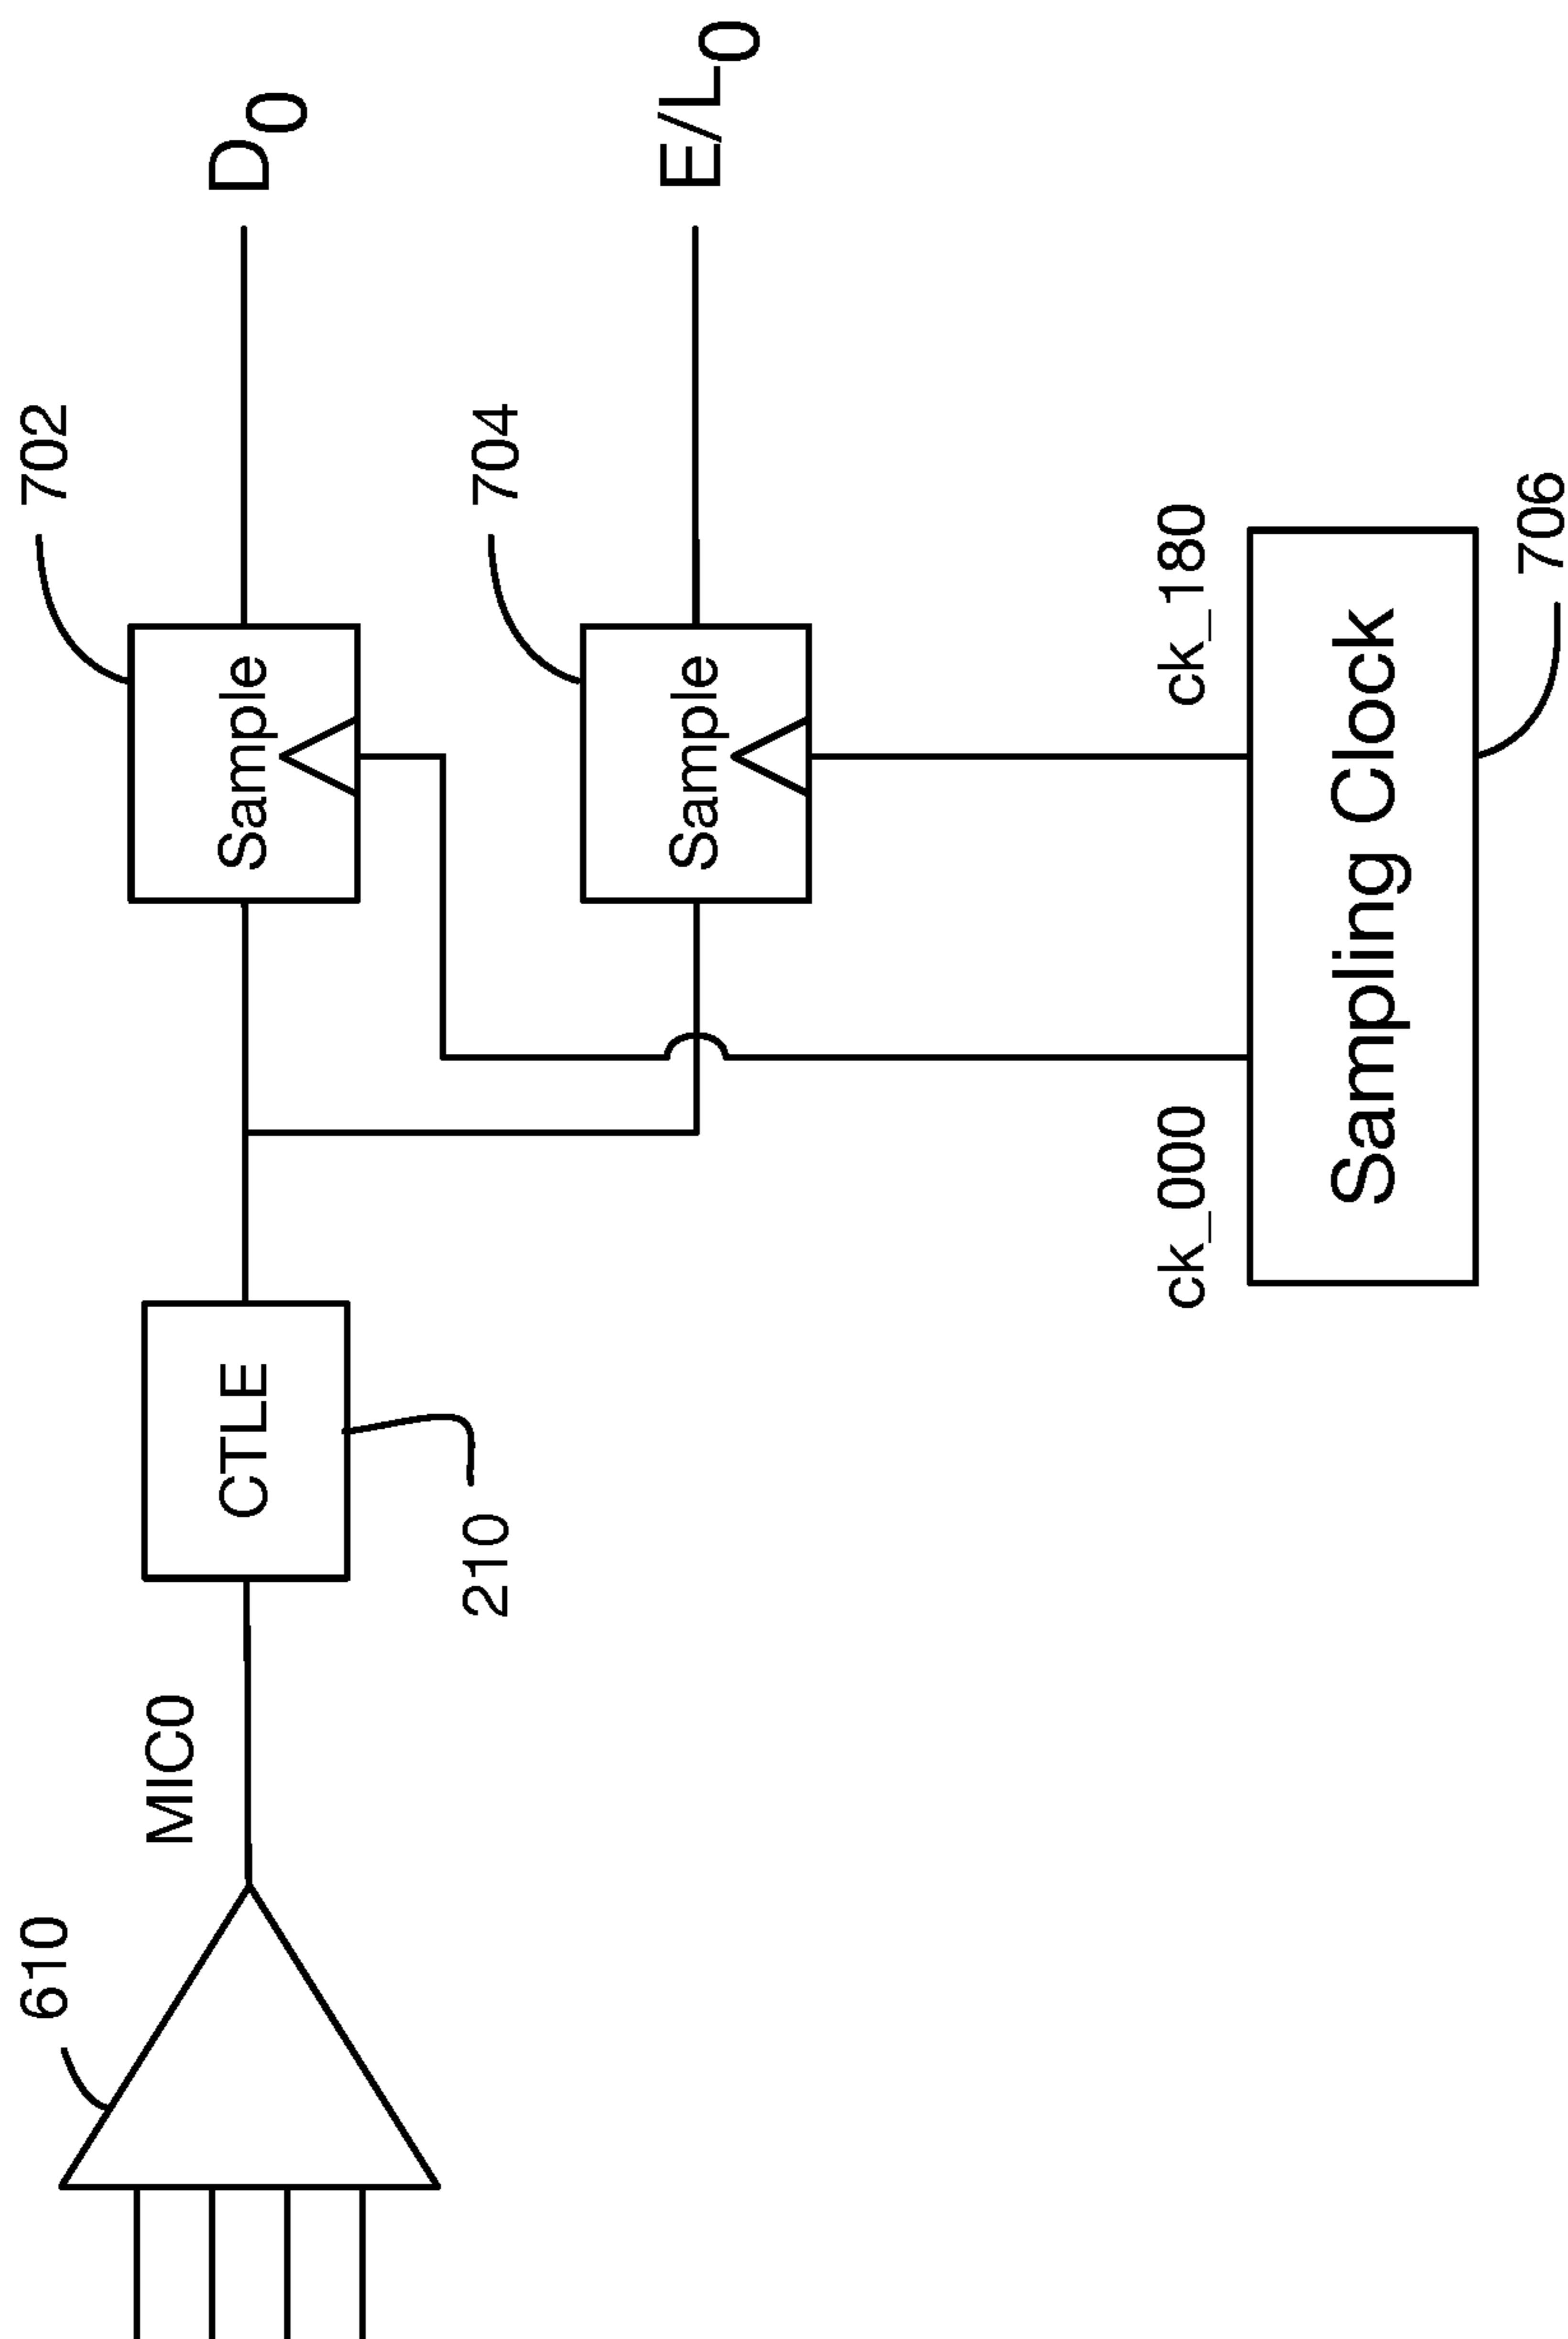 610
MIC0
CTLE
210
702
Sample
D0
704
Sample
E/L0
ck_000
ck_180
Sampling Clock
706